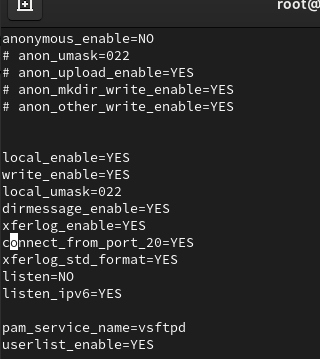 root@
anonymous_enable=NO
# anon_umask=022
# anon_upload_enable=YES
# anon_mkdir_write_enable=YES
# anon_other_write_enable=YES
local_enable=YES
write_enable=YES
local_umask=022
dirmessage_enable=YES
xferlog_enable=YES
connect_from_port_20=YES
xferlog_std_format=YES
listen=NO
listen_ipv6=YES
pam_service_name=vsftpd
userlist_enable=YES